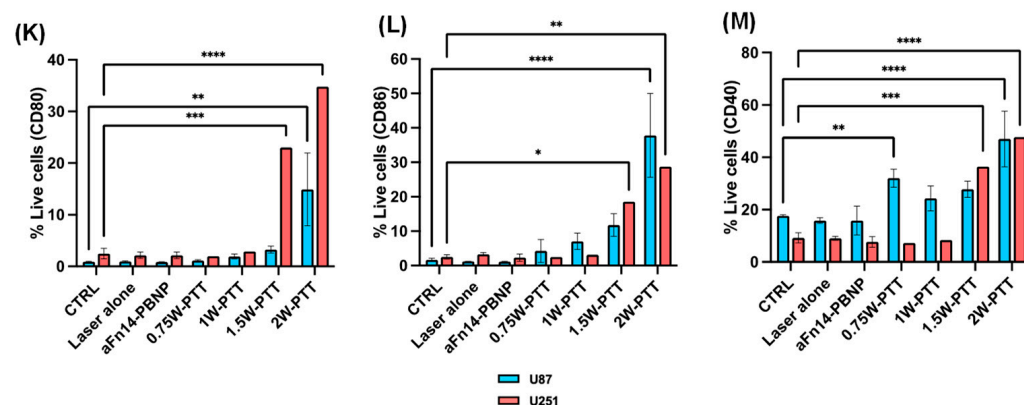 (K)
% Live cells (CD80)
40
30
20
10
0
****
**
***
CTRL
Laser alone
aFn14-PBNP
0.75W-PTT
1W-PTT
1.5W-PTT
2W-PTT
(L)
% Live cells (CD86)
60
50
40
30
20
10
0
**
****
*
CTRL
Laser alone
aFn14-PBNP
0.75W-PTT
1W-PTT
1.5W-PTT
2W-PTT
(M)
% Live cells (CD40)
80
60
40
20
0
****
****
***
**
CTRL
Laser alone
aFn14-PBNP
0.75W-PTT
1W-PTT
1.5W-PTT
2W-PTT
U87
U251